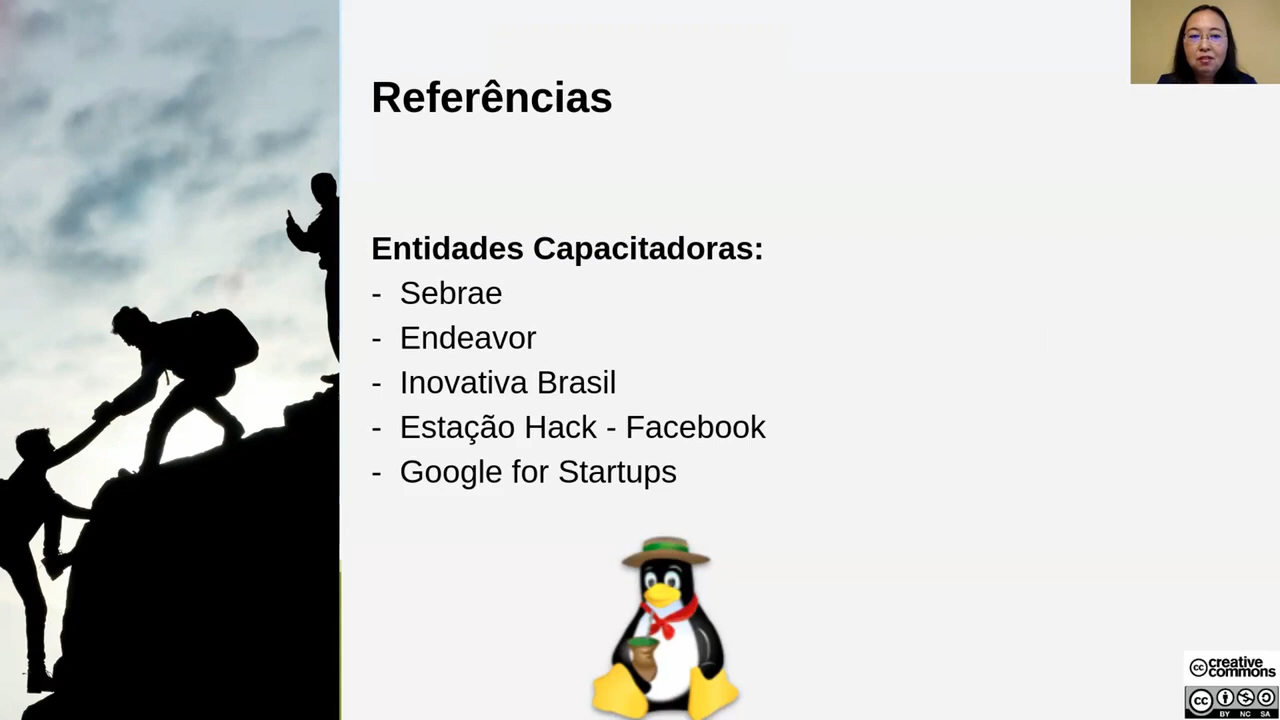 Referências
Entidades Capacitadoras:
- Sebrae
- Endeavor
- Inovativa Brasil
- Estação Hack - Facebook
- Google for Startups
cc creative
commons
cc
BY NC SA